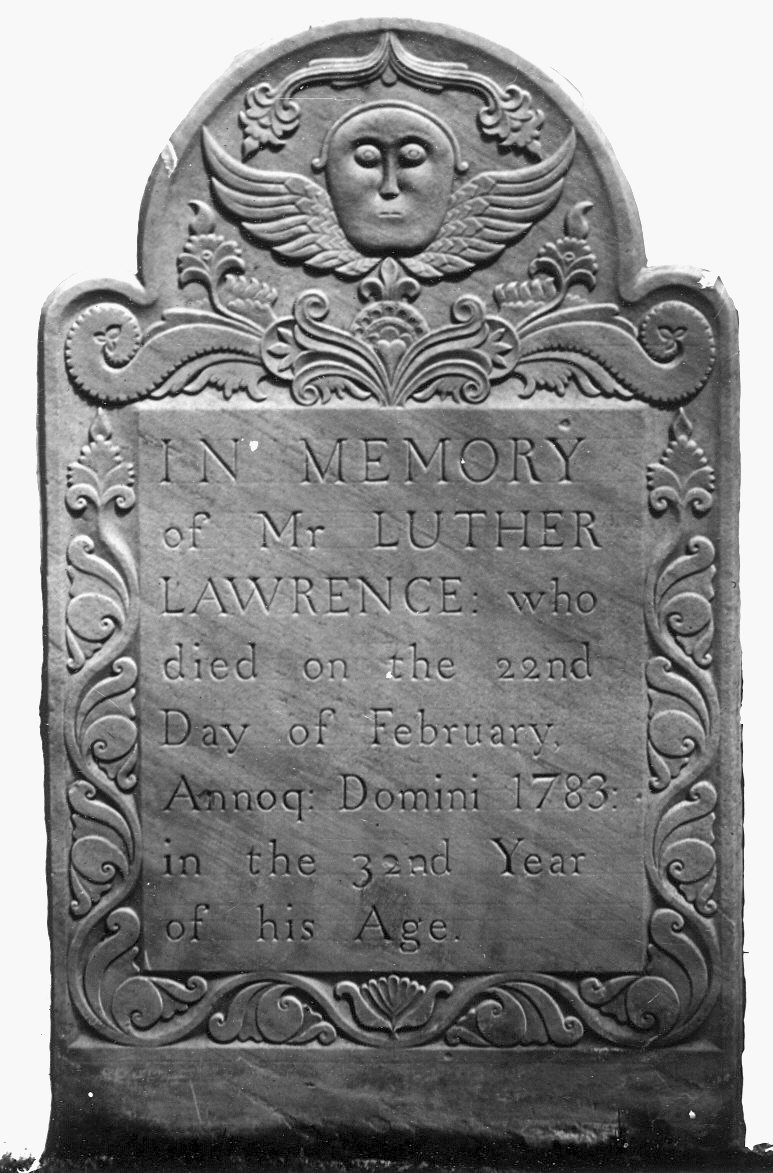 IN MEMORY
of Mr LUTHER
LAWRENCE: who
died on the 22nd
Day of February,
Annoq: Domini 1783:
in the 32nd Year
of his Age.